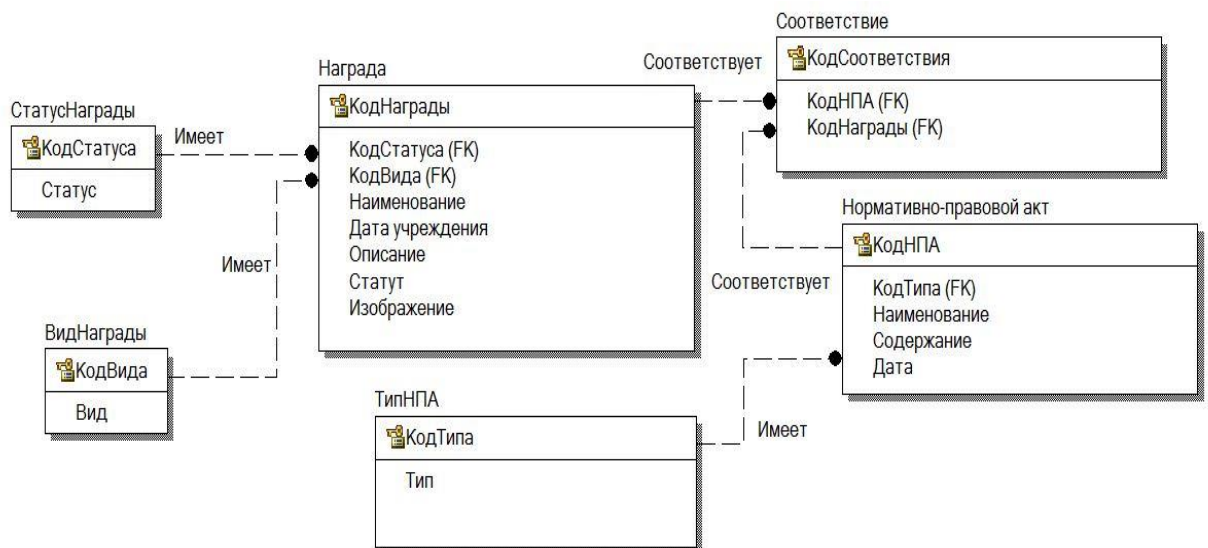 Соответствие
КодСоответствия
КодНПА (FK)
КодНаграды (FK)
Соответствует
Награда
КодНаграды
КодСтатуса (FK)
КодВида (FK)
Наименование
Дата учреждения
Описание
Статут
Изображение
СтатусНаграды
КодСтатуса
Статус
Имеет
Имеет
ВидНаграды
КодВида
Вид
Нормативно-правовой акт
КодНПА
КодТипа (FK)
Наименование
Содержание
Дата
Соответствует
ТипНПА
КодТипа
Тип
Имеет